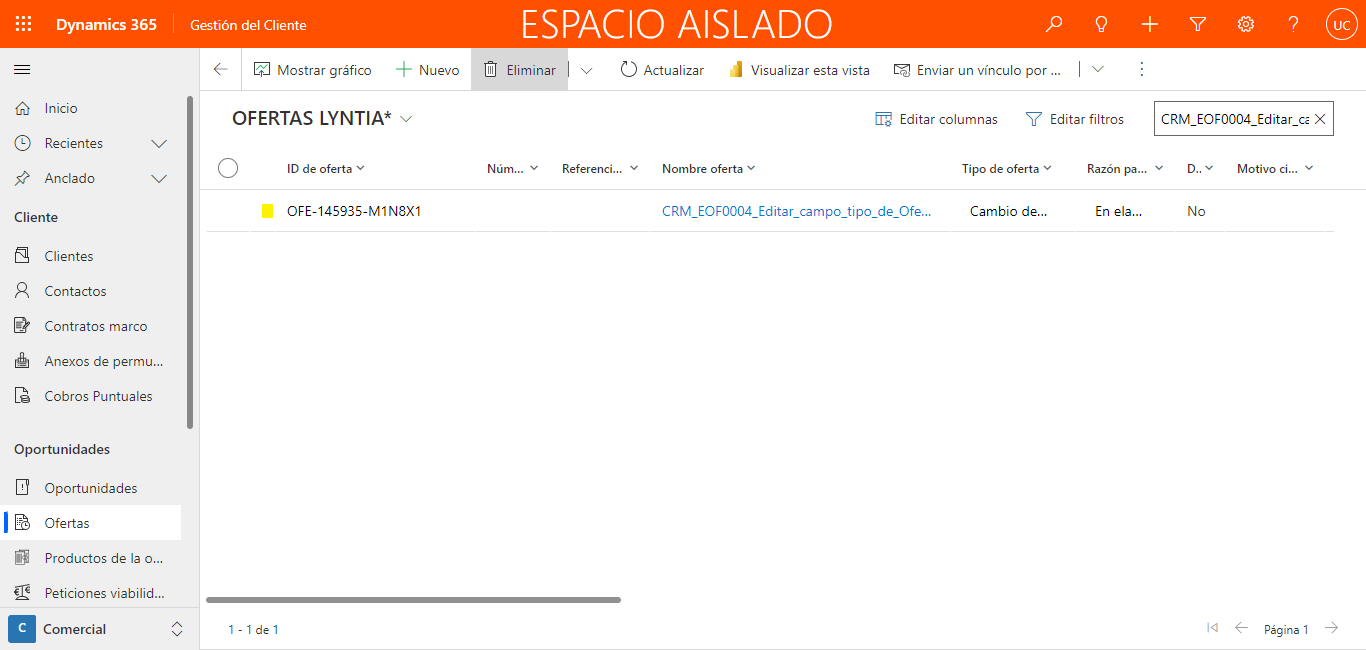 Dynamics 365
Gestión del Cliente
ESPACIO AISLADO
UC
Mostrar gráfico
Nuevo
Eliminar
Actualizar
Visualizar esta vista
Enviar un vínculo por ...
Inicio
Recientes
Anclado
Cliente
Clientes
Contactos
Contratos marco
Anexos de permu...
Cobros Puntuales
Oportunidades
Oportunidades
Ofertas
Productos de la o...
Peticiones viabilid...
C Comercial
OFERTAS LYNTIA*
Editar columnas
Editar filtros
CRM_EOF0004_Editar_ca
ID de oferta
Núm...
Referenci...
Nombre oferta
Tipo de oferta
Razón pa...
D..
Motivo ci...
OFE-145935-M1N8X1
CRM_EOF0004_Editar_campo_tipo_de_Ofe...
Cambio de...
En ela...
No
1 - 1 de 1
Página 1